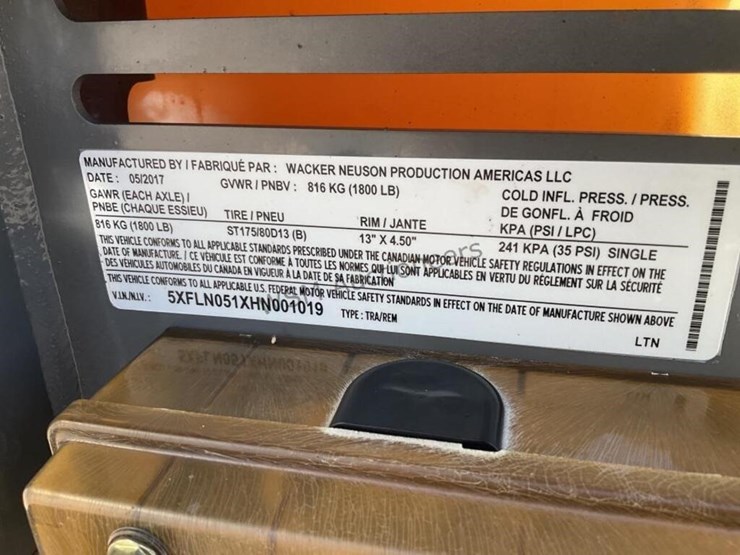 MANUFACTURED BY / FABRIQUÉ PAR : WACKER NEUSON PRODUCTION AMERICAS LLC
DATE : 05/2017 GVWR / PNBV : 816 KG (1800 LB)
GAWR (EACH AXLE) / COLD INFL. PRESS. / PRESS.
PNBE (CHAQUE ESSIEU) TIRE / PNEU RIM / JANTE DE GONFL. À FROID
KPA (PSI / LPC)
816 KG (1800 LB) ST175/80D13 (B) 13" X 4.50" 241 KPA (35 PSI) SINGLE
THIS VEHICLE CONFORMS TO ALL APPLICABLE STANDARDS PRESCRIBED UNDER THE CANADIAN MOTOR VEHICLE SAFETY REGULATIONS IN EFFECT ON THE
DATE OF MANUFACTURE. / CE VÉHICULE EST CONFORME À TOUTES LES NORMES QUI LUI SONT APPLICABLES EN VERTU DU RÈGLEMENT SUR LA SÉCURITÉ
DES VÉHICULES AUTOMOBILES DU CANADA EN VIGUEUR À LA DATE DE SA FABRICATION
THIS VEHICLE CONFORMS TO ALL APPLICABLE U.S. FEDERAL MOTOR VEHICLE SAFETY STANDARDS IN EFFECT ON THE DATE OF MANUFACTURE SHOWN ABOVE
V.I.N./N.I.V. : 5XFLN051XHN001019 TYPE : TRA/REM
LTN